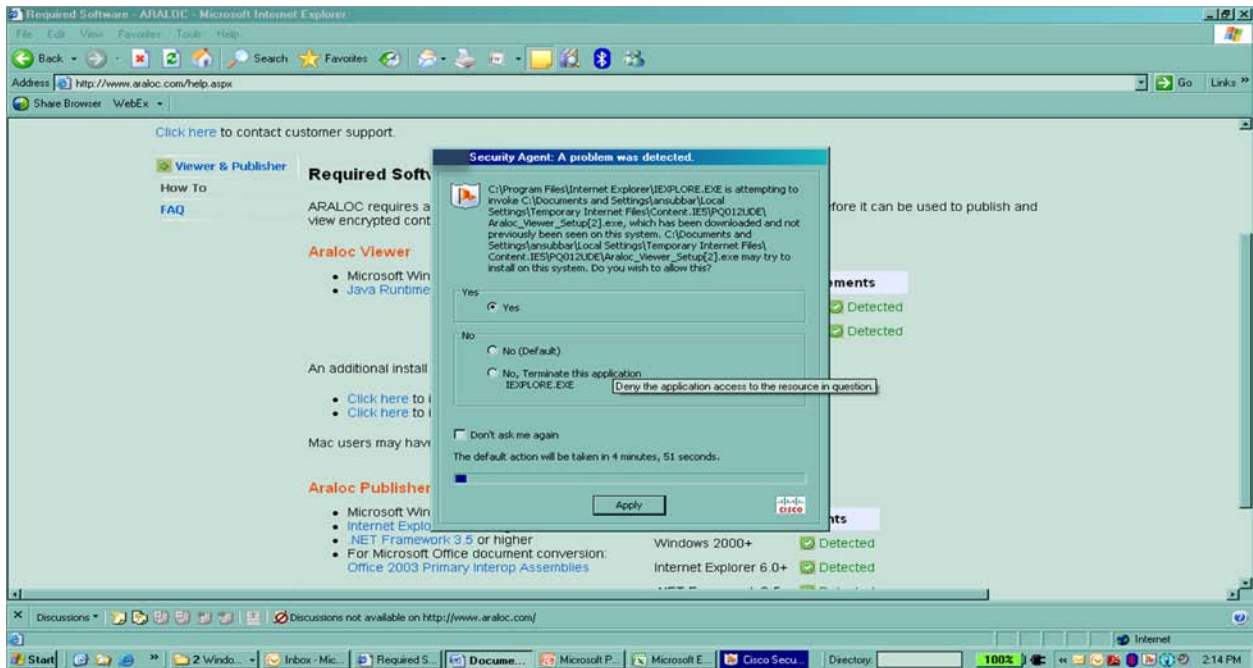 Required Software - ARALOC - Microsoft Internet Explorer
File Edit View Favorites Tools Help
Back Search Favorites
Address http://www.araloc.com/help.aspx Go Links »
Share Browser WebEx
Click here to contact customer support.
Viewer & Publisher
How To
FAQ
Required Softw
ARALOC requires a
efore it can be used to publish and
view encrypted cont
Araloc Viewer
Microsoft Win
Java Runtime
ements
Detected
Detected
An additional install
Click here to i
Click here to i
Mac users may have
Araloc Publisher
Microsoft Win
Internet Explo
.NET Framework 3.5 or higher
For Microsoft Office document conversion:
Office 2003 Primary Interop Assemblies
nts
Windows 2000+ Detected
Internet Explorer 6.0+ Detected
Security Agent: A problem was detected.
C:\Program Files\Internet Explorer\IEXPLORE.EXE is attempting to
invoke C:\Documents and Settings\ansubbar\Local
Settings\Temporary Internet Files\Content.IE5\PQ012UDE\
Araloc_Viewer_Setup[2].exe, which has been downloaded and not
previously been seen on this system. C:\Documents and
Settings\ansubbar\Local Settings\Temporary Internet Files\
Content.IE5\PQ012UDE\Araloc_Viewer_Setup[2].exe may try to
install on this system. Do you wish to allow this?
Yes
Yes
No
No (Default)
No, Terminate this application
IEXPLORE.EXE
Deny the application access to the resource in question.
Don't ask me again
The default action will be taken in 4 minutes, 51 seconds.
Apply
CISCO
Discussions Discussions not available on http://www.araloc.com/
Internet
Start » 2 Windo... Inbox - Mic... Required S... Docume... Microsoft P... Microsoft E... Cisco Secu... Directory: 100% « 2:14 PM